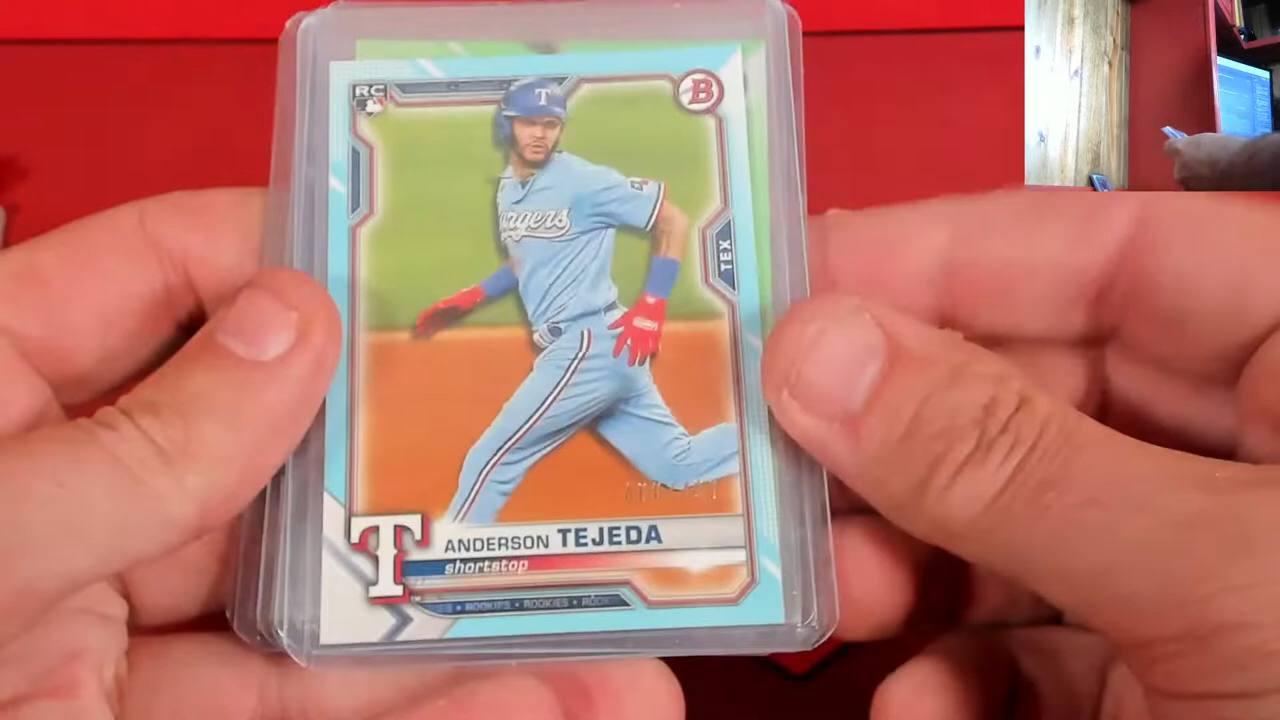 RC
B
T
Rangers
TEX
T
ANDERSON TEJEDA
shortstop
ROOKIES • ROOKIES